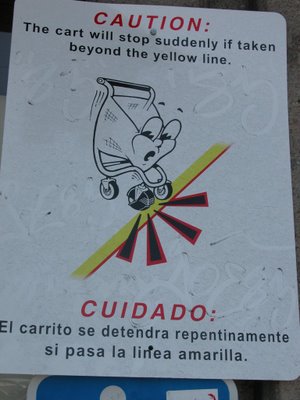 CAUTION:
The cart will stop suddenly if taken
beyond the yellow line.
CUIDADO:
El carrito se detendra repentinamente
si pasa la linea amarilla.